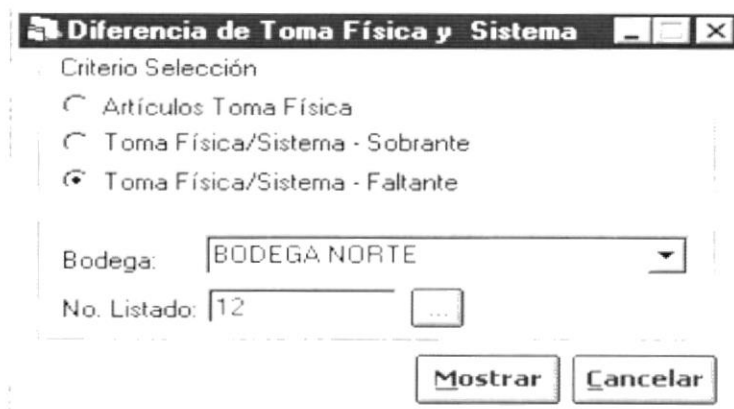 Diferencia de Toma Física y Sistema
Criterio Selección
Artículos Toma Física
Toma Física/Sistema - Sobrante
Toma Física/Sistema - Faltante
Bodega: BODEGA NORTE
No. Listado: 12 ...
Mostrar Cancelar